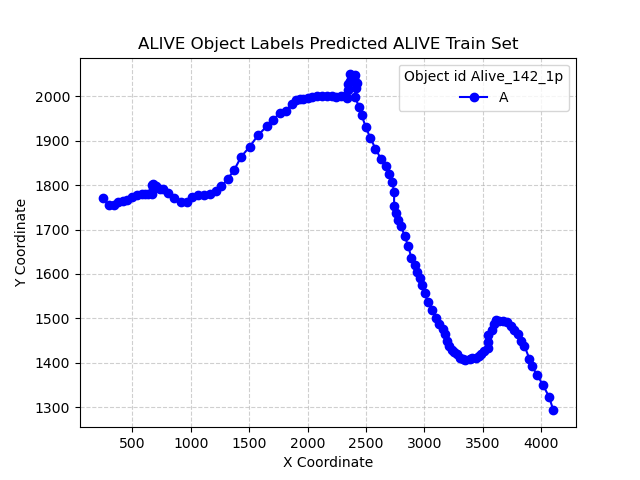 ALIVE Object Labels Predicted ALIVE Train Set
Object id Alive_142_1p
A
2000
1900
1800
1700
1600
1500
1400
1300
Y Coordinate
500 1000 1500 2000 2500 3000 3500 4000
X Coordinate